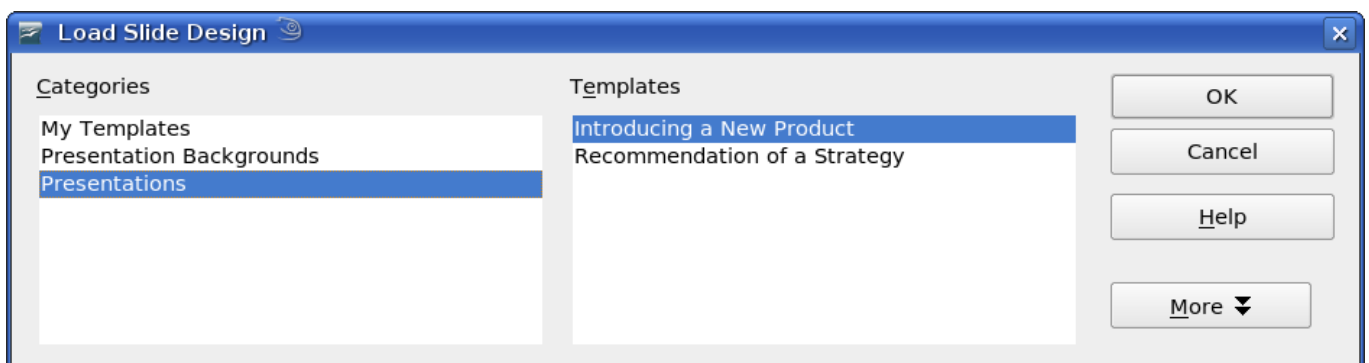 Load Slide Design
Categories
My Templates
Presentation Backgrounds
Presentations
Templates
Introducing a New Product
Recommendation of a Strategy
OK
Cancel
Help
More